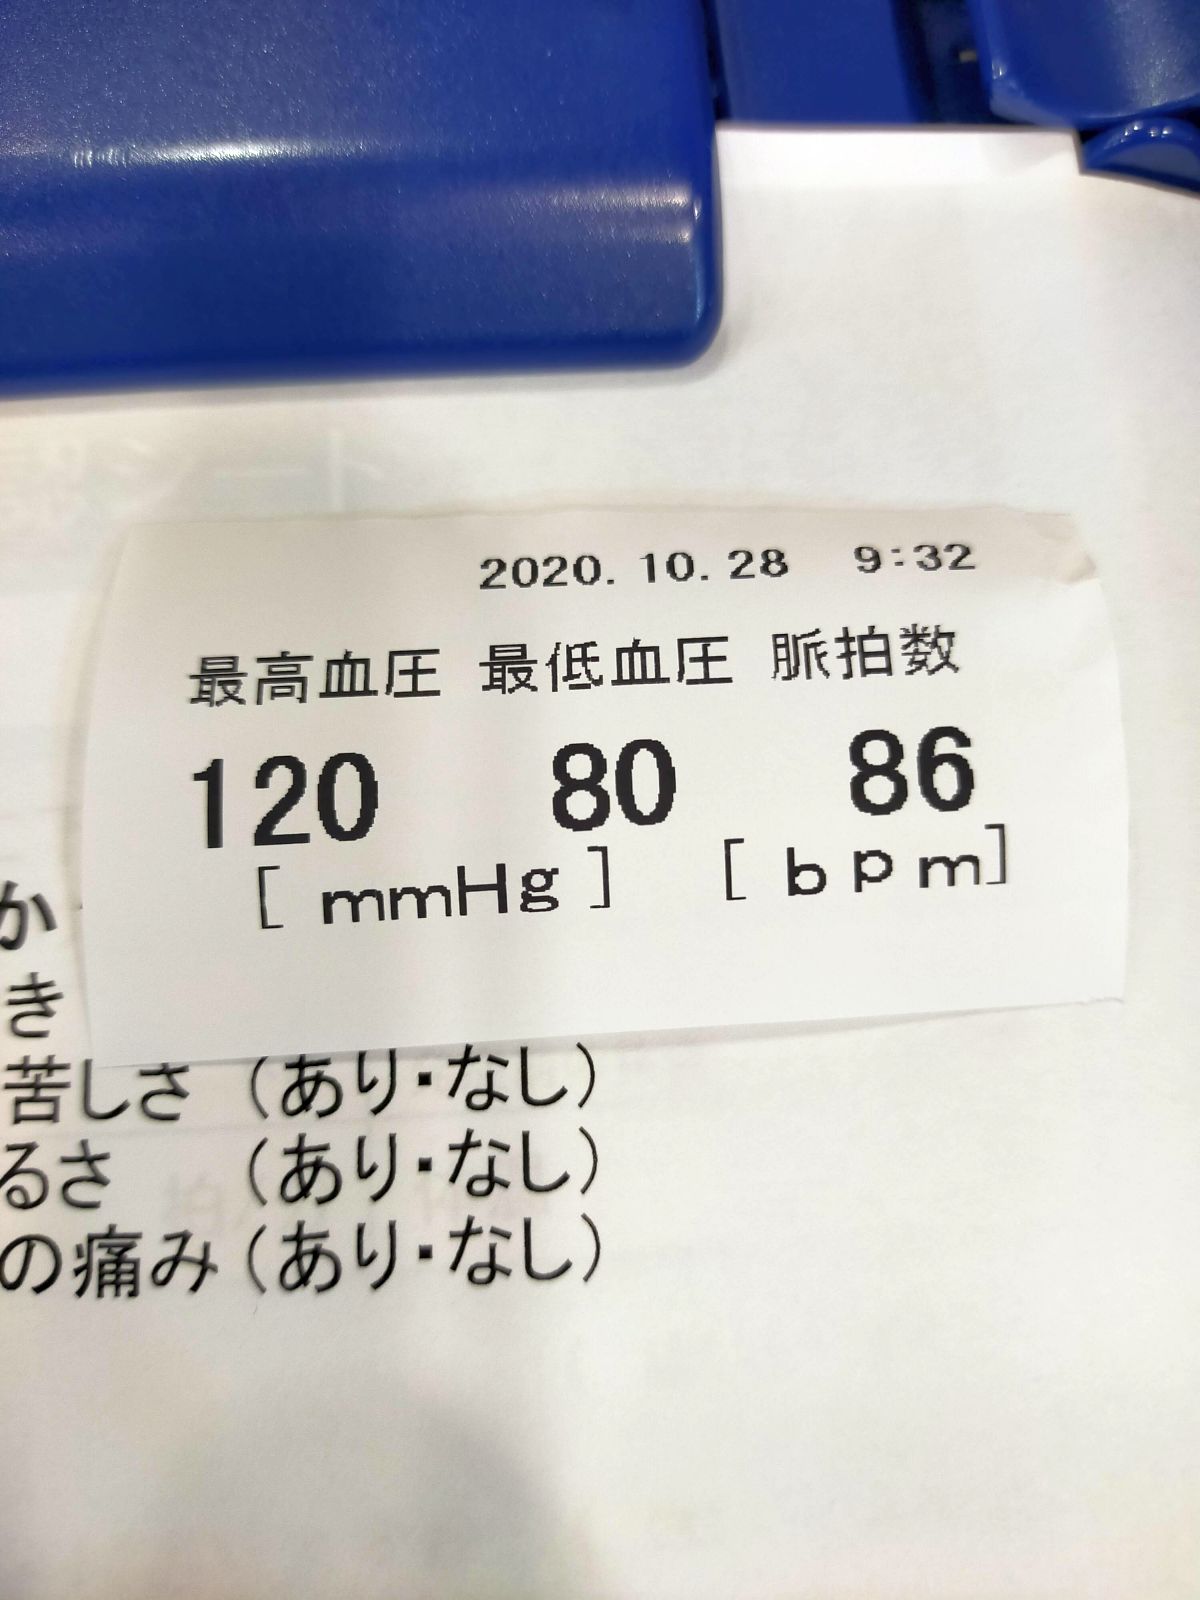 2020.10.28 9:32
最高血圧 最低血圧 脈拍数
120 80 86
[ mmHg ] [ bpm]
か
き
苦しさ (あり・なし)
るさ (あり・なし)
の痛み (あり・なし)